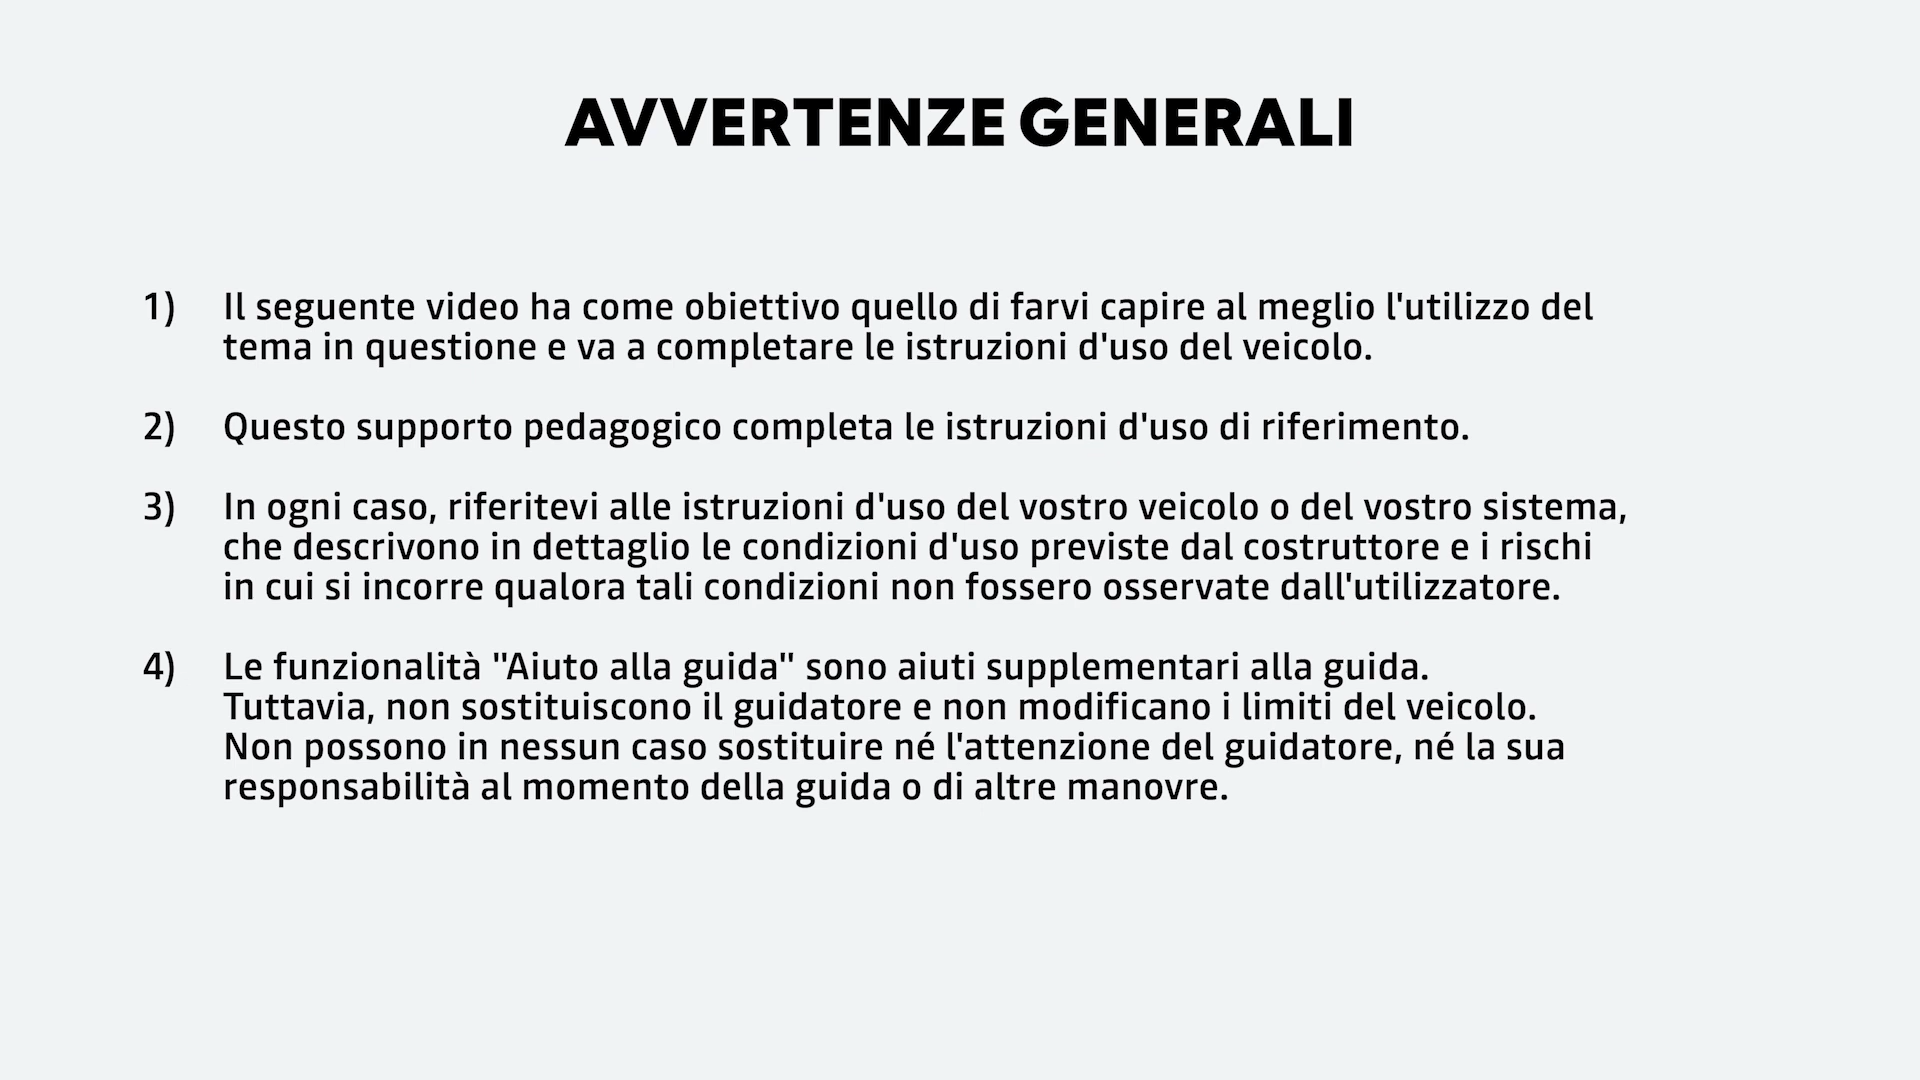 AVVERTENZE GENERALI
1) Il seguente video ha come obiettivo quello di farvi capire al meglio l'utilizzo del
tema in questione e va a completare le istruzioni d'uso del veicolo.
2) Questo supporto pedagogico completa le istruzioni d'uso di riferimento.
3) In ogni caso, riferitevi alle istruzioni d'uso del vostro veicolo o del vostro sistema,
che descrivono in dettaglio le condizioni d'uso previste dal costruttore e i rischi
in cui si incorre qualora tali condizioni non fossero osservate dall'utilizzatore.
4) Le funzionalità "Aiuto alla guida" sono aiuti supplementari alla guida.
Tuttavia, non sostituiscono il guidatore e non modificano i limiti del veicolo.
Non possono in nessun caso sostituire né l'attenzione del guidatore, né la sua
responsabilità al momento della guida o di altre manovre.